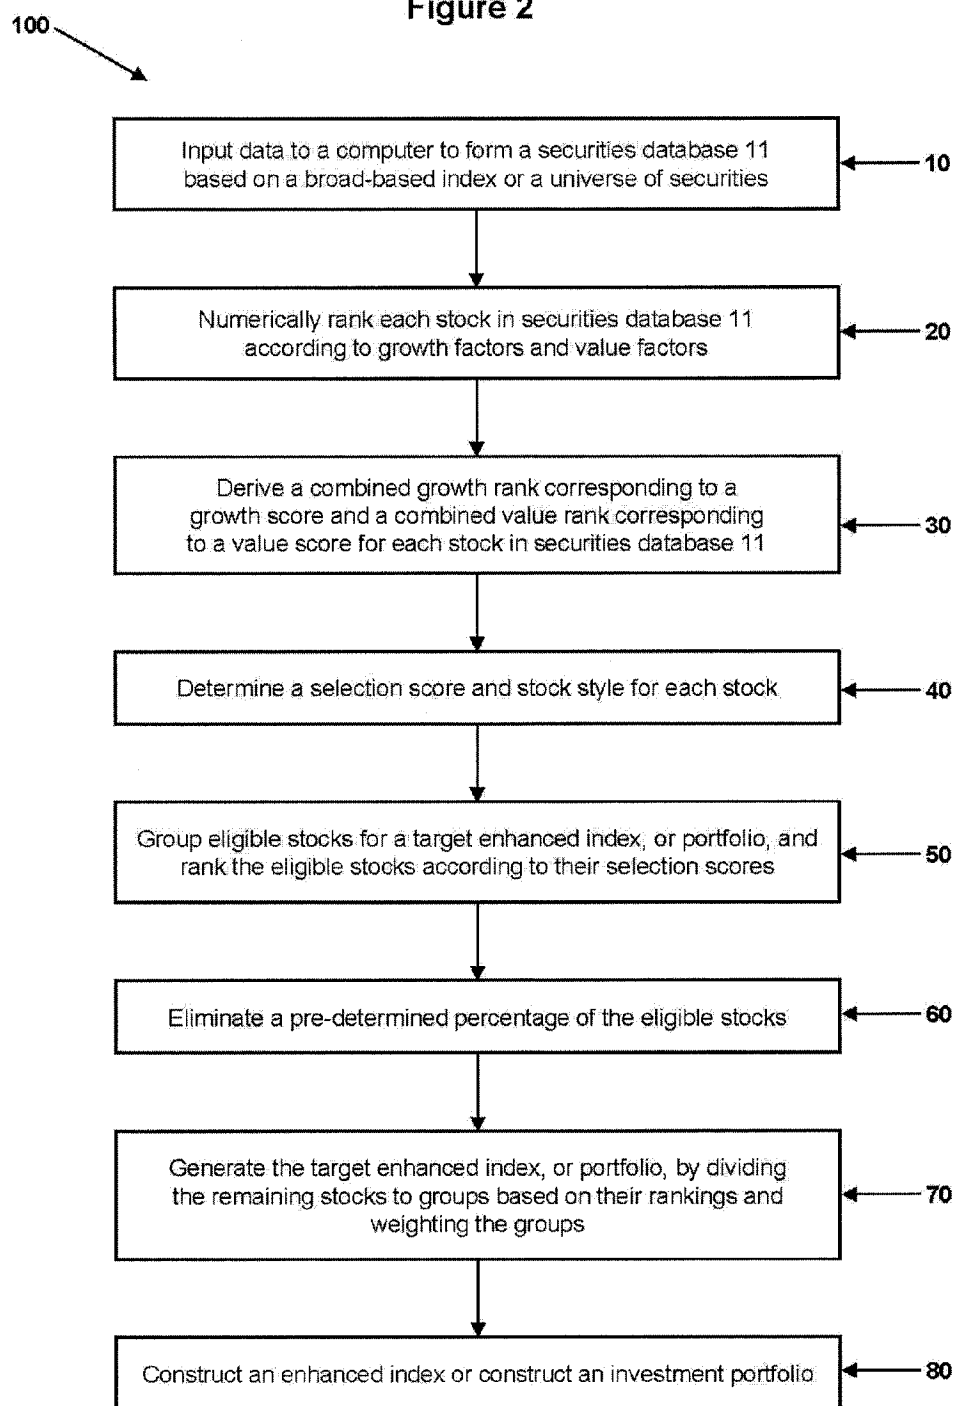 Figure 2
100
Input data to a computer to form a securities database 11
based on a broad-based index or a universe of securities
10
Numerically rank each stock in securities database 11
according to growth factors and value factors
20
Derive a combined growth rank corresponding to a
growth score and a combined value rank corresponding
to a value score for each stock in securities database 11
30
Determine a selection score and stock style for each stock
40
Group eligible stocks for a target enhanced index, or portfolio, and
rank the eligible stocks according to their selection scores
50
Eliminate a pre-determined percentage of the eligible stocks
60
Generate the target enhanced index, or portfolio, by dividing
the remaining stocks to groups based on their rankings and
weighting the groups
70
Construct an enhanced index or construct an investment portfolio
80